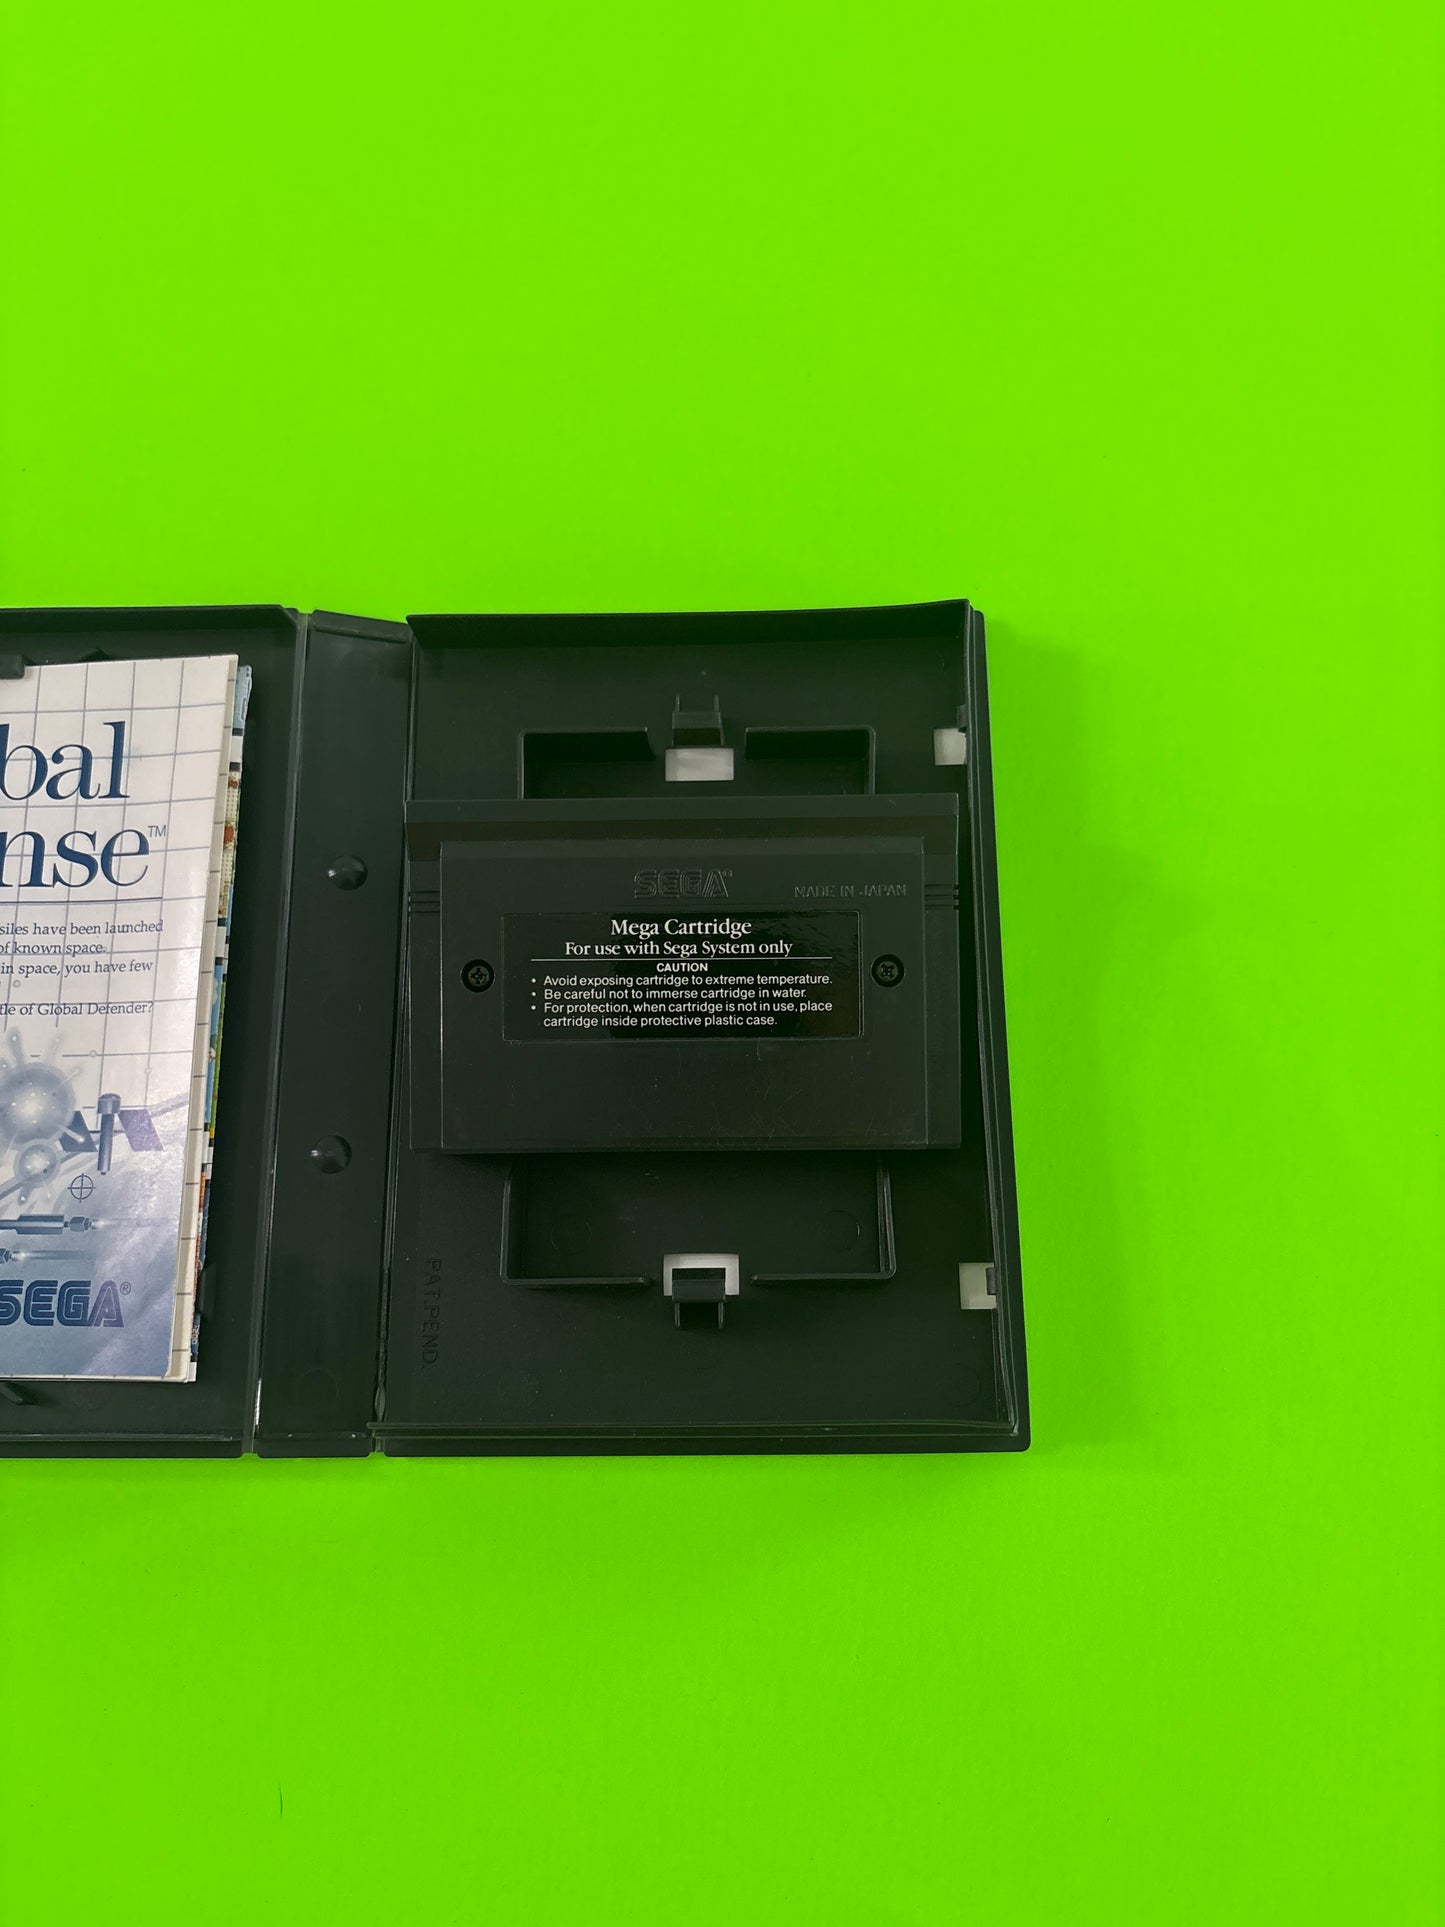 bal
nse™
siles have been launched
of known space.
in space, you have few
tle of Global Defender?
SEGA®
SEGA®
MADE IN JAPAN
Mega Cartridge
For use with Sega System only
CAUTION
• Avoid exposing cartridge to extreme temperature.
• Be careful not to immerse cartridge in water.
• For protection, when cartridge is not in use, place
cartridge inside protective plastic case.
PAT.PEND.